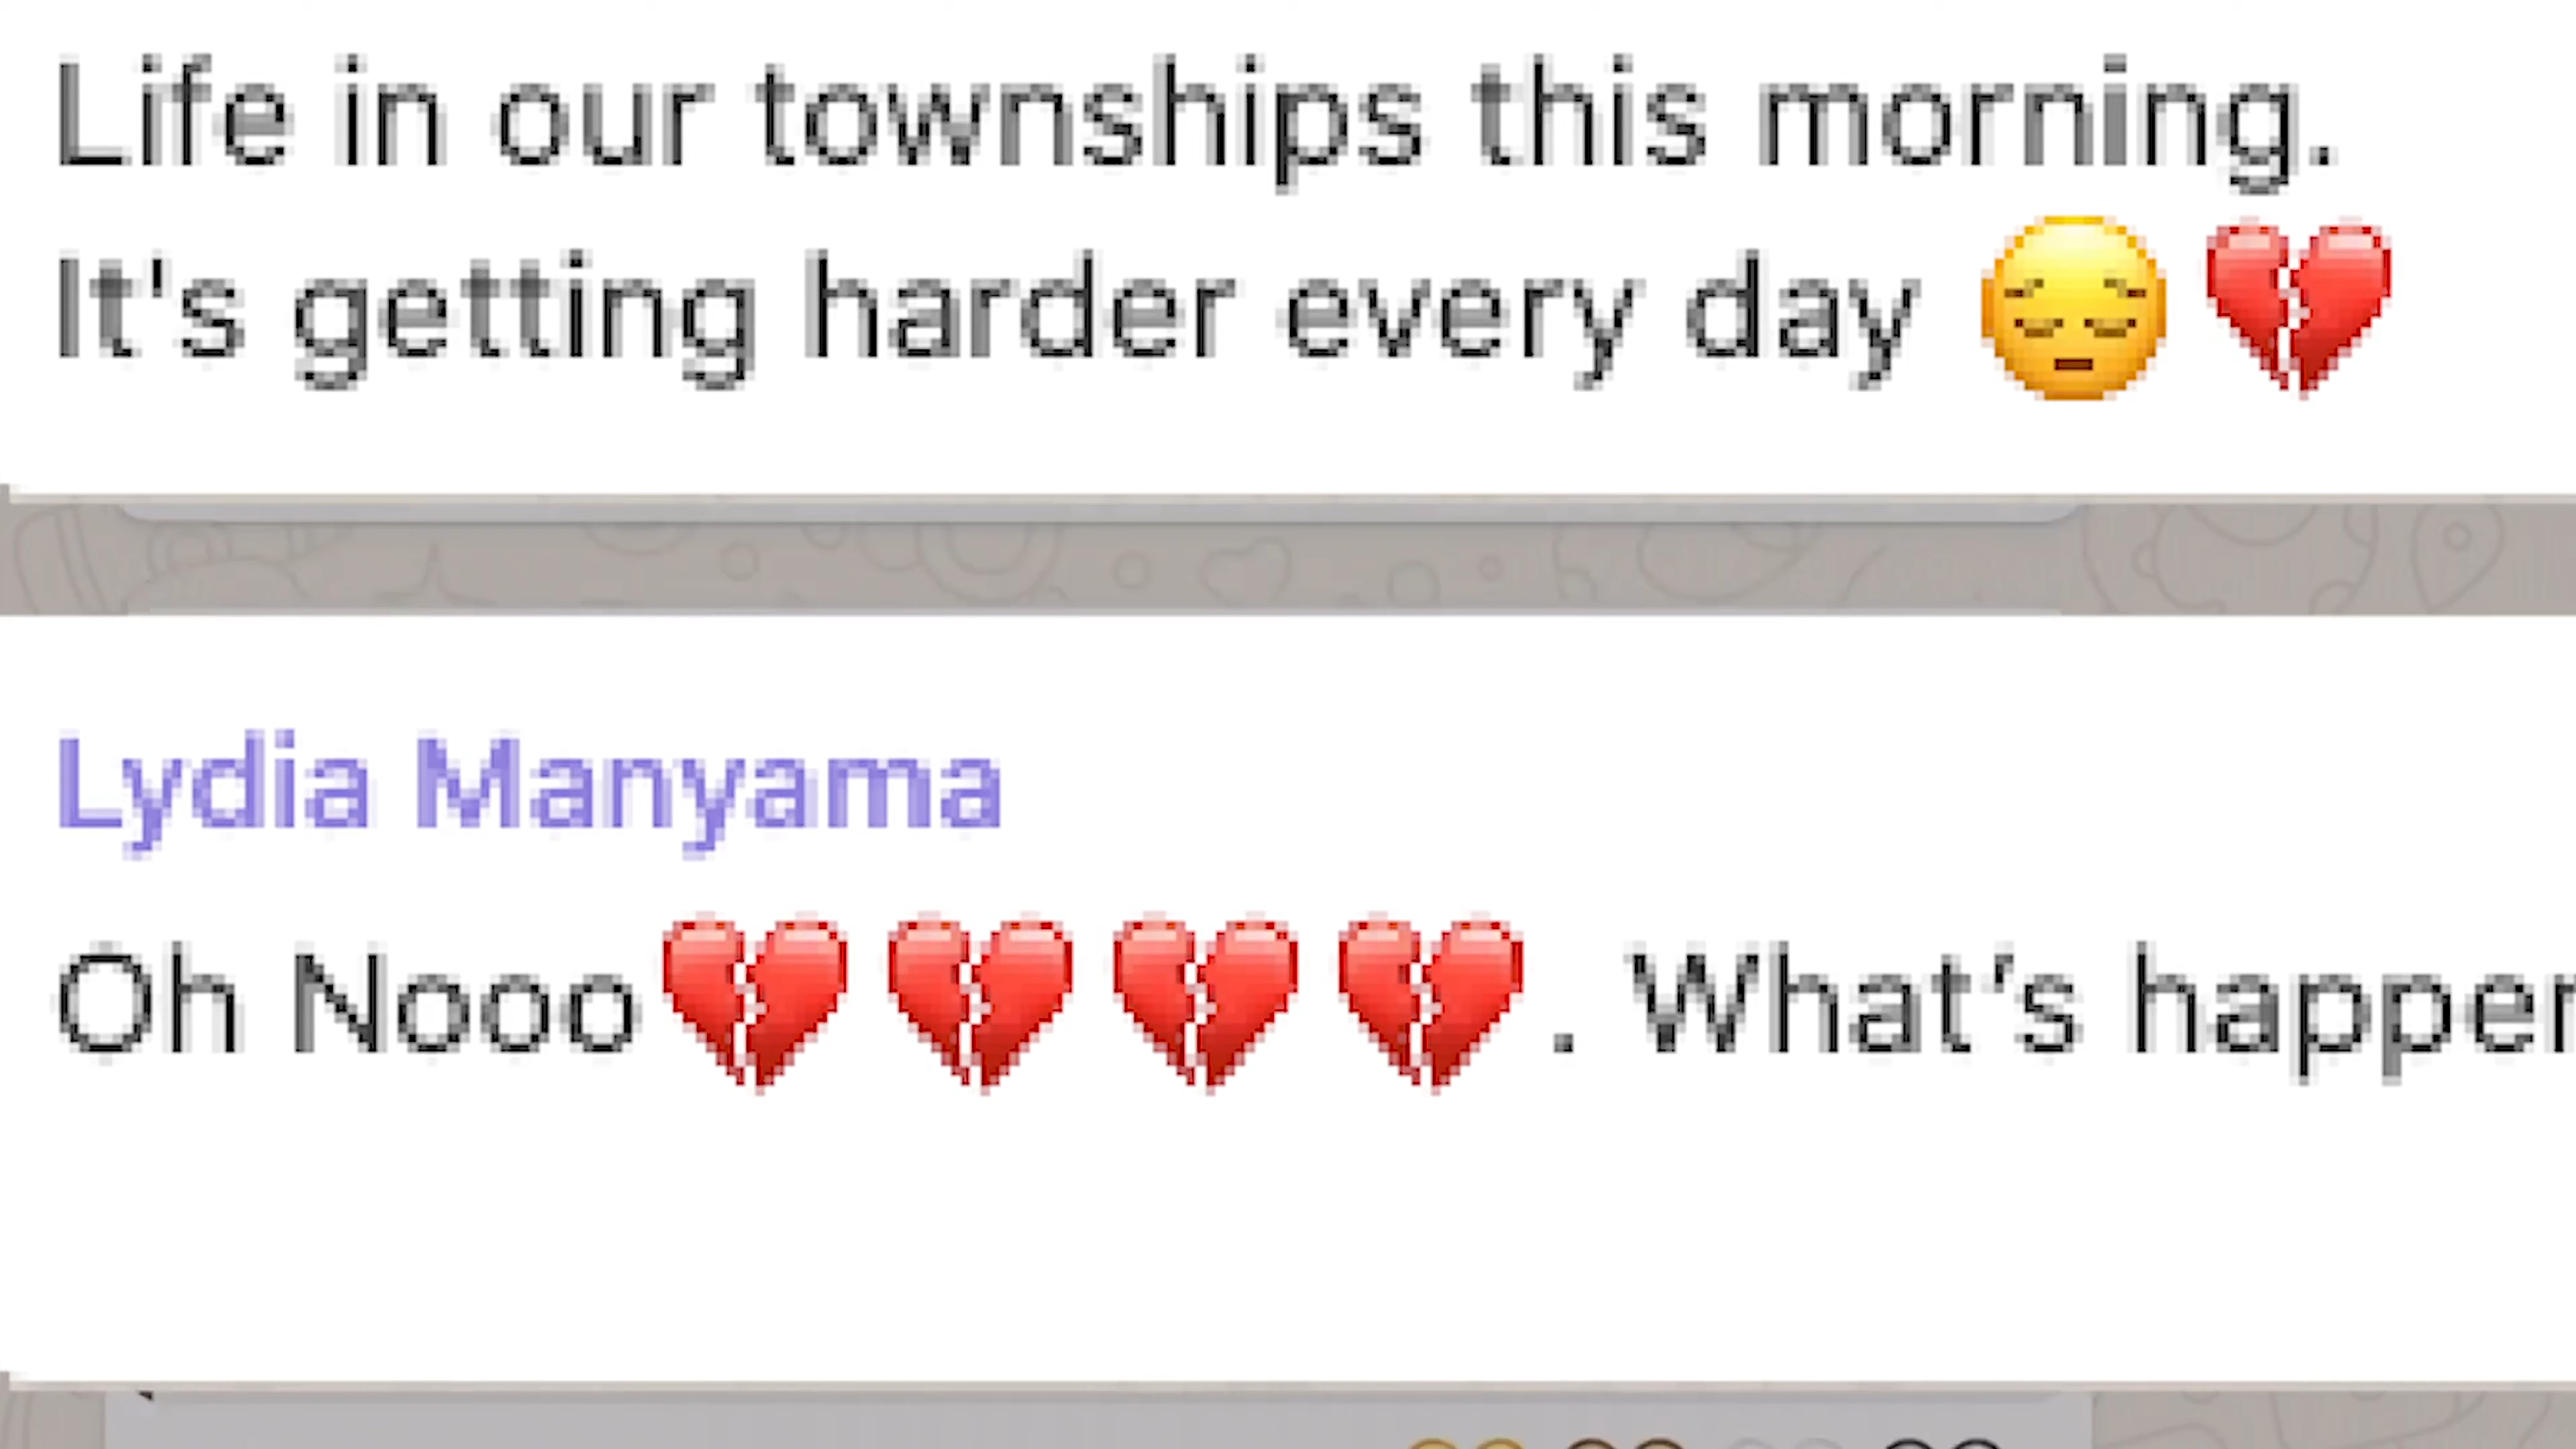 Life in our townships this morning.
It's getting harder every day 😔💔
Lydia Manyama
Oh Nooo💔💔💔💔. What's